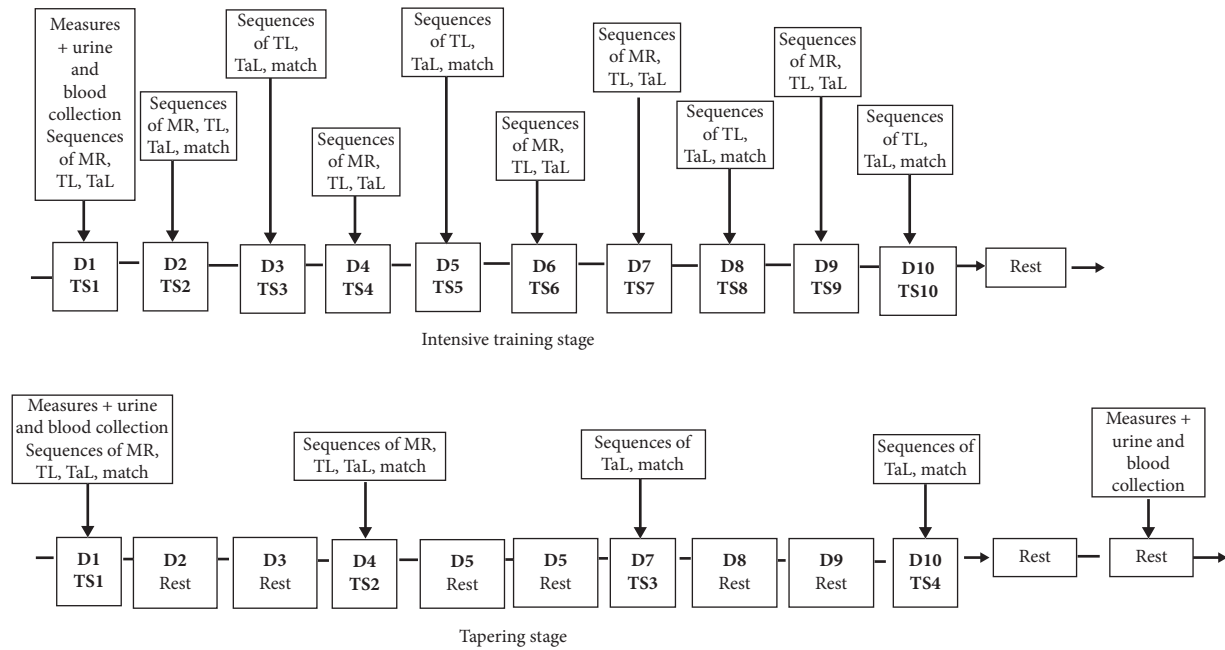 Measures
+ urine
and
blood
collection
Sequences
of MR,
TL, TaL
Sequences
of MR, TL,
TaL, match
Sequences
of TL,
TaL, match
Sequences
of MR,
TL, TaL
Sequences
of TL,
TaL, match
Sequences
of MR,
TL, TaL
Sequences
of MR,
TL, TaL
Sequences
of TL,
TaL, match
Sequences
of MR,
TL, TaL
Sequences
of TL,
TaL, match
D1
TS1
D2
TS2
D3
TS3
D4
TS4
D5
TS5
D6
TS6
D7
TS7
D8
TS8
D9
TS9
D10
TS10
Rest
Intensive training stage
Measures + urine
and blood collection
Sequences of MR,
TL, TaL, match
Sequences of MR,
TL, TaL, match
Sequences of
TaL, match
Sequences of
TaL, match
Measures +
urine and
blood
collection
D1
TS1
D2
Rest
D3
Rest
D4
TS2
D5
Rest
D5
Rest
D7
TS3
D8
Rest
D9
Rest
D10
TS4
Rest
Rest
Tapering stage